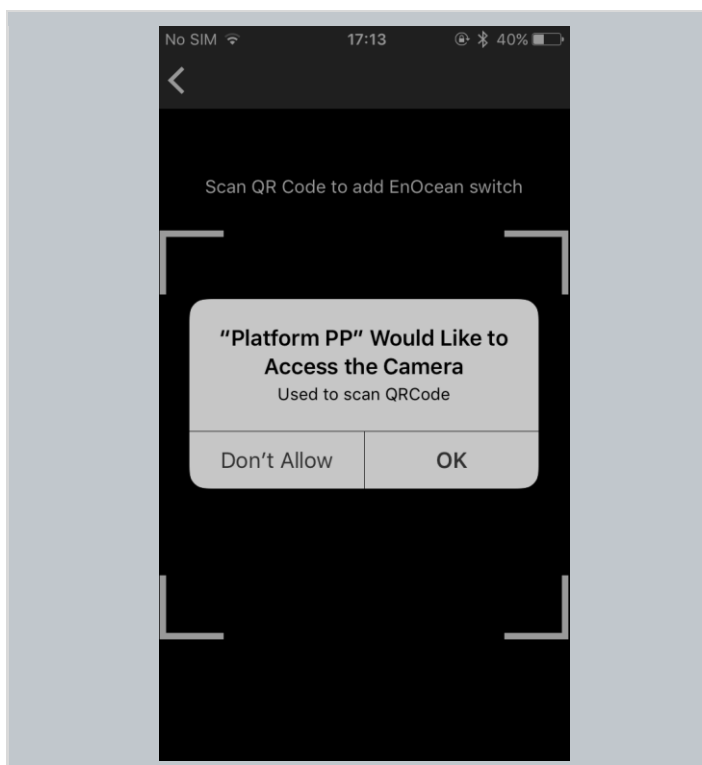 No SIM 17:13 40%
Scan QR Code to add EnOcean switch
"Platform PP" Would Like to
Access the Camera
Used to scan QRCode
Don't Allow OK